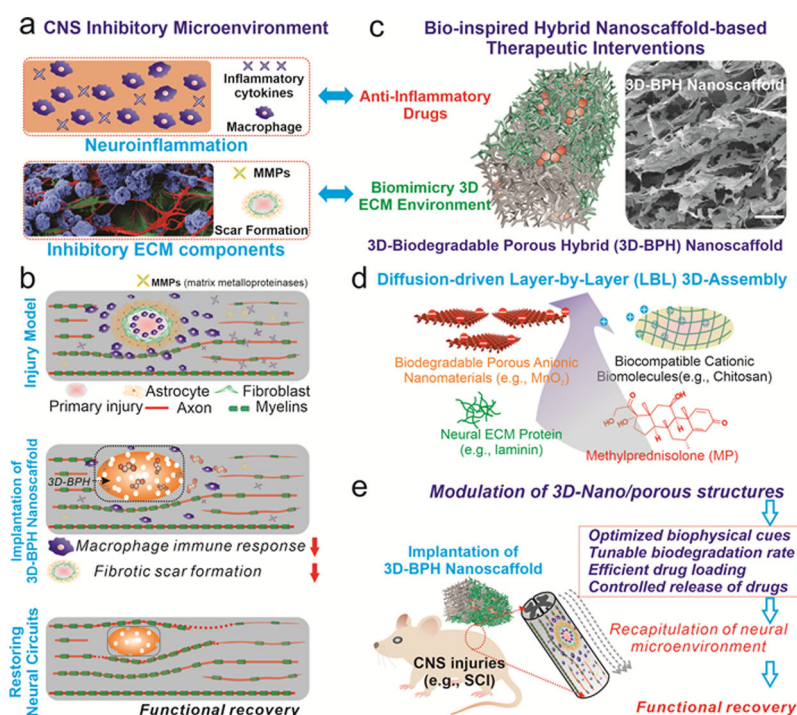 a CNS Inhibitory Microenvironment
Inflammatory
cytokines
Macrophage
Neuroinflammation
MMPs
Scar Formation
Inhibitory ECM components
c Bio-inspired Hybrid Nanoscaffold-based
Therapeutic Interventions
Anti-Inflammatory
Drugs
Biomimicry 3D
ECM Environment
3D-BPH Nanoscaffold
3D-Biodegradable Porous Hybrid (3D-BPH) Nanoscaffold
b
MMPs (matrix metalloproteinases)
Injury Model
Astrocyte
Fibroblast
Primary injury
Axon
Myelins
Implantation of
3D-BPH Nanoscaffold
3D-BPH
Macrophage immune response
Fibrotic scar formation
Restoring
Neural Circuits
Functional recovery
d Diffusion-driven Layer-by-Layer (LBL) 3D-Assembly
Biodegradable Porous Anionic
Nanomaterials (e.g., MnO₂)
Biocompatible Cationic
Biomolecules(e.g., Chitosan)
Neural ECM Protein
(e.g., laminin)
O
OH
HO
OH
H
H
H
O
Methylprednisolone (MP)
e Modulation of 3D-Nano/porous structures
Optimized biophysical cues
Tunable biodegradation rate
Efficient drug loading
Controlled release of drugs
Implantation of
3D-BPH Nanoscaffold
CNS injuries
(e.g., SCI)
Recapitulation of neural
microenvironment
Functional recovery